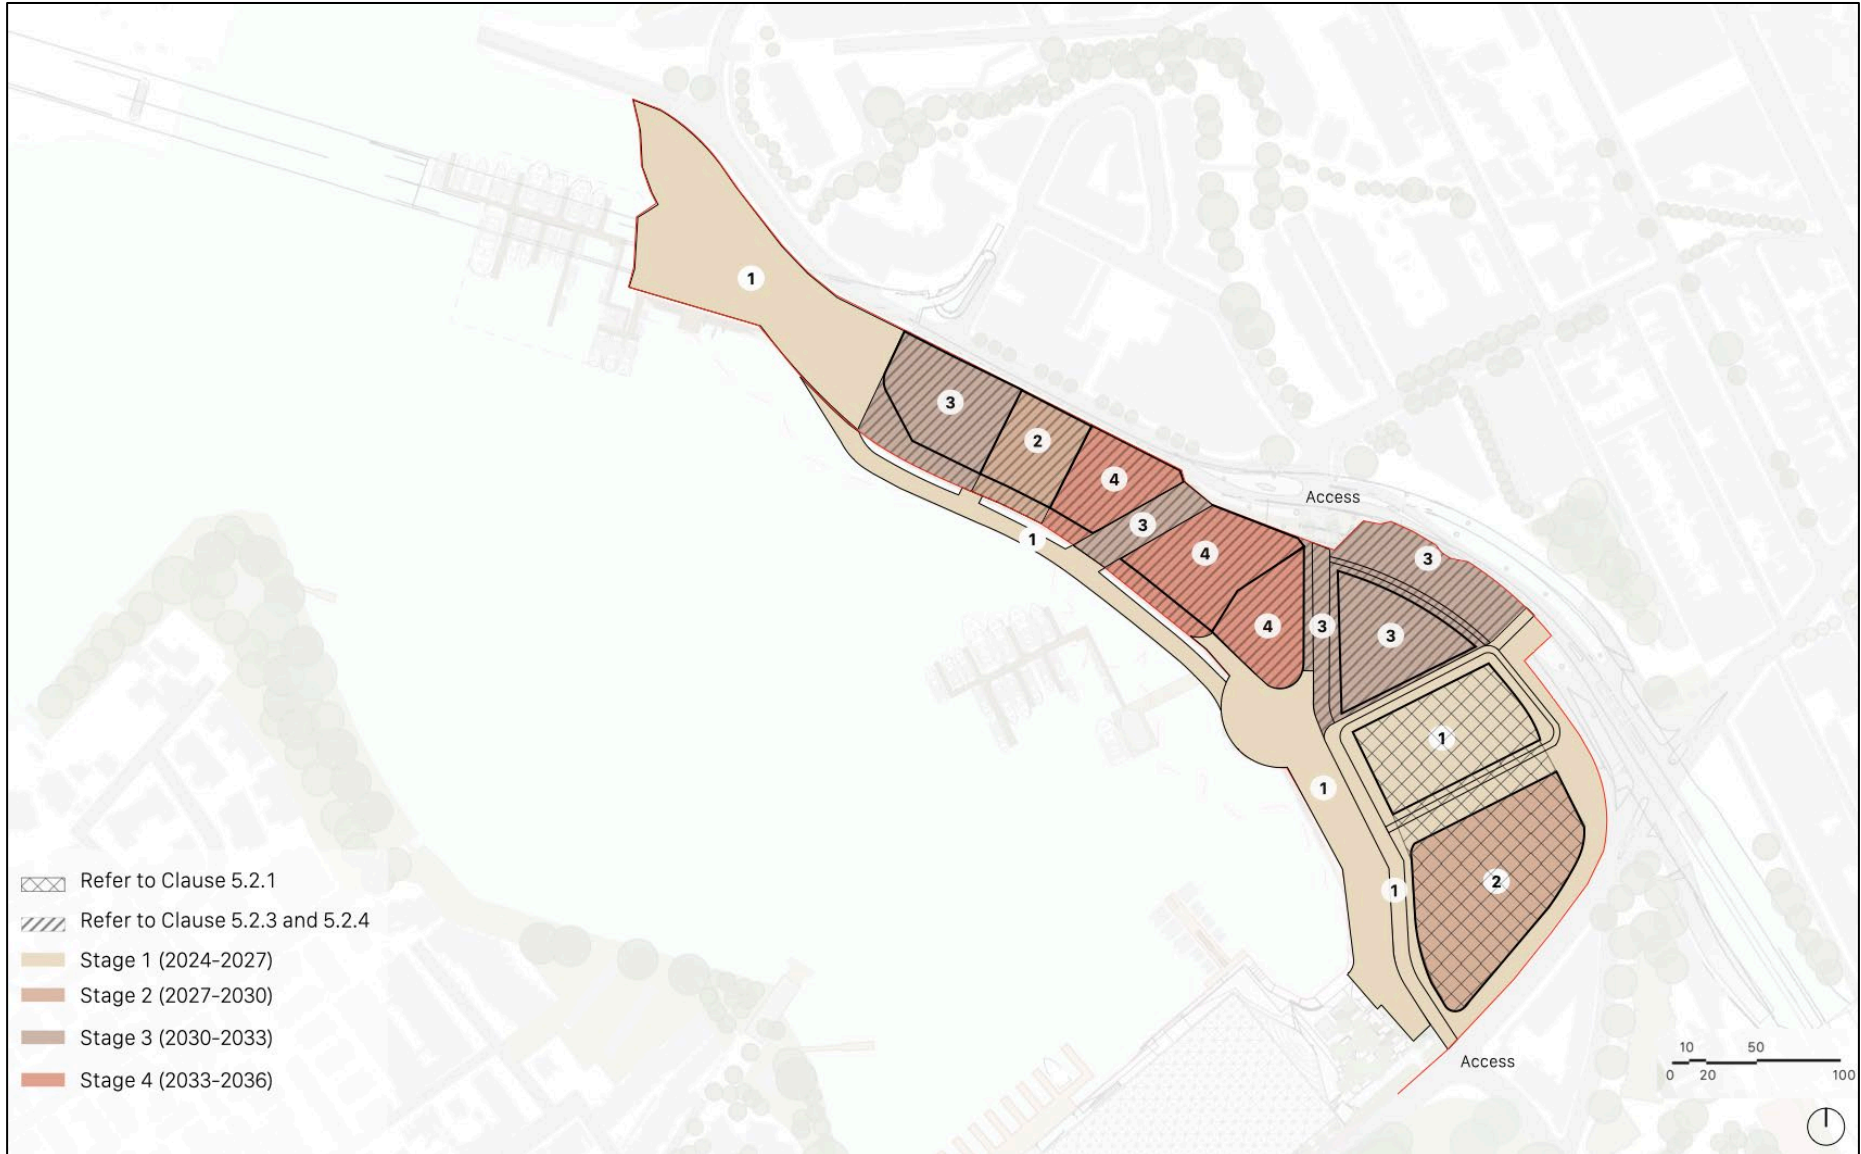 1
3
2
4
3
1
4
Access
3
4
3
3
1
1
2
1
Access
Refer to Clause 5.2.1
Refer to Clause 5.2.3 and 5.2.4
Stage 1 (2024-2027)
Stage 2 (2027-2030)
Stage 3 (2030-2033)
Stage 4 (2033-2036)
10 50
0 20 100